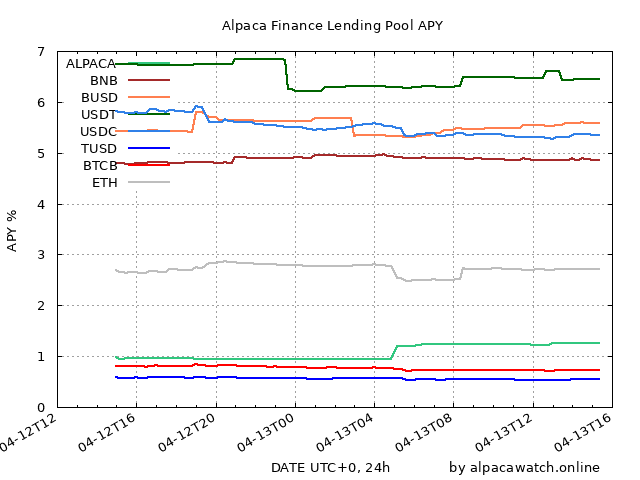 Alpaca Finance Lending Pool APY
7
6
5
4
3
2
1
0
APY %
ALPACA
BNB
BUSD
USDT
USDC
TUSD
BTCB
ETH
04-12T12
04-12T16
04-12T20
04-13T00
04-13T04
04-13T08
04-13T12
04-13T16
DATE UTC+0, 24h
by alpacawatch.online